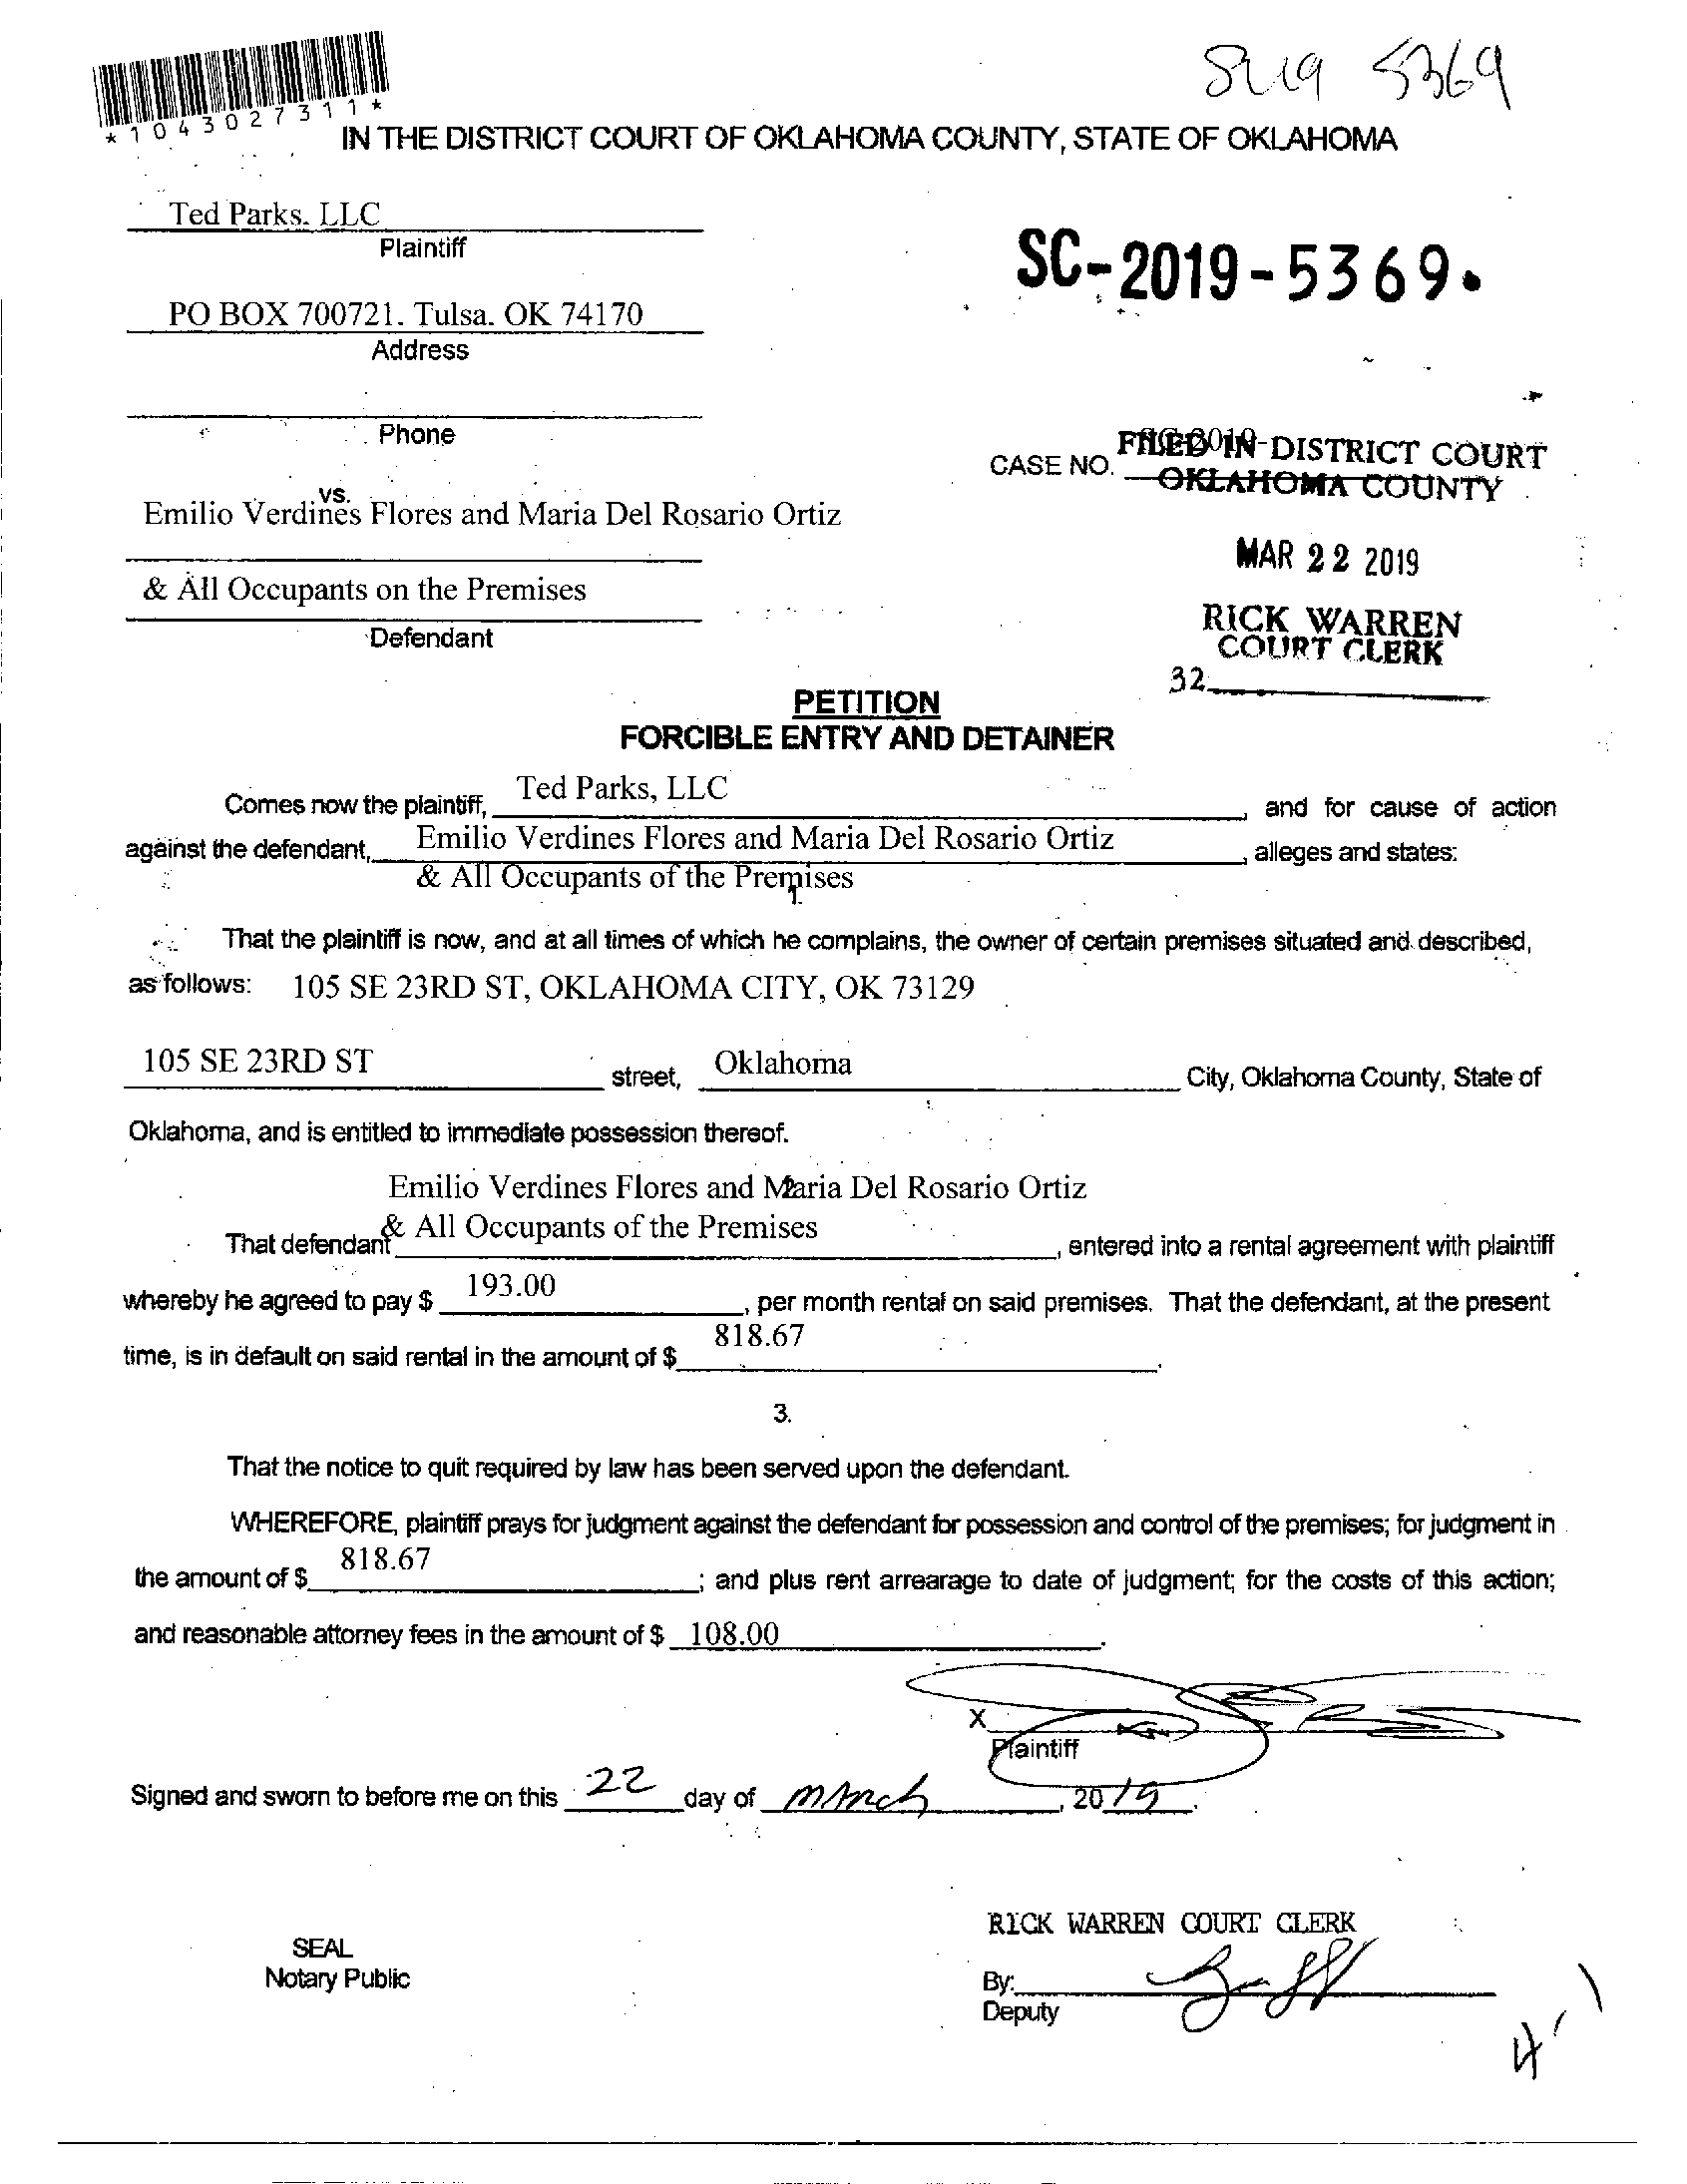 SC19 5369
*1043027311*
IN THE DISTRICT COURT OF OKLAHOMA COUNTY, STATE OF OKLAHOMA
Ted Parks. LLC
Plaintiff
SC-2019-5369.
PO BOX 700721. Tulsa. OK 74170
Address
Phone
FILED IN DISTRICT COURT
CASE NO. SC-2019-
OKLAHOMA COUNTY
vs.
Emilio Verdines Flores and Maria Del Rosario Ortiz
MAR 22 2019
& All Occupants on the Premises
RICK WARREN
Defendant
COURT CLERK
32
PETITION
FORCIBLE ENTRY AND DETAINER
Comes now the plaintiff, Ted Parks, LLC, and for cause of action
against the defendant, Emilio Verdines Flores and Maria Del Rosario Ortiz, alleges and states:
& All Occupants of the Premises
1.
That the plaintiff is now, and at all times of which he complains, the owner of certain premises situated and described,
as follows: 105 SE 23RD ST, OKLAHOMA CITY, OK 73129
105 SE 23RD ST street, Oklahoma City, Oklahoma County, State of
Oklahoma, and is entitled to immediate possession thereof.
2.
Emilio Verdines Flores and Maria Del Rosario Ortiz
That defendant & All Occupants of the Premises, entered into a rental agreement with plaintiff
whereby he agreed to pay $ 193.00, per month rental on said premises. That the defendant, at the present
time, is in default on said rental in the amount of $ 818.67.
3.
That the notice to quit required by law has been served upon the defendant.
WHEREFORE, plaintiff prays for judgment against the defendant for possession and control of the premises; for judgment in
the amount of $ 818.67; and plus rent arrearage to date of judgment; for the costs of this action;
and reasonable attorney fees in the amount of $ 108.00.
X
Plaintiff
Signed and sworn to before me on this 22 day of March, 2019.
RICK WARREN COURT CLERK
SEAL
Notary Public
By:
Deputy